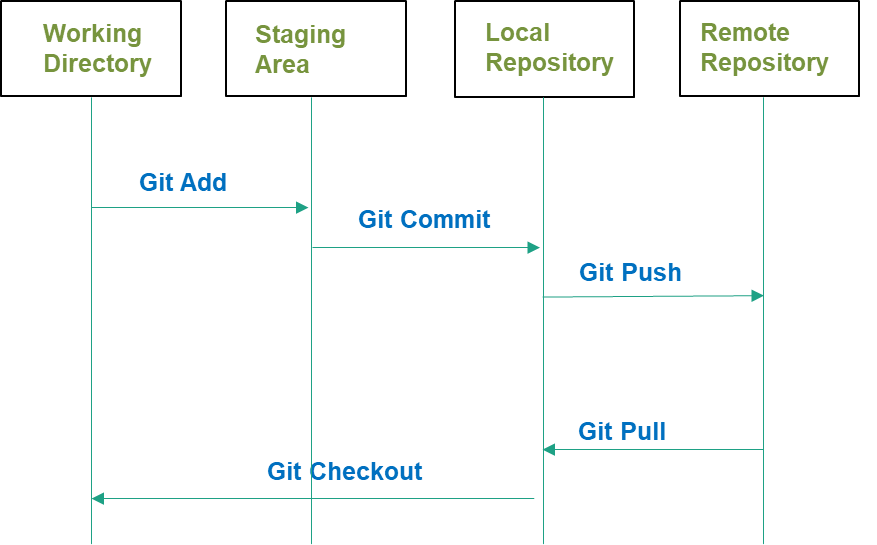 Working
Directory
Staging
Area
Local
Repository
Remote
Repository
Git Add
Git Commit
Git Push
Git Pull
Git Checkout